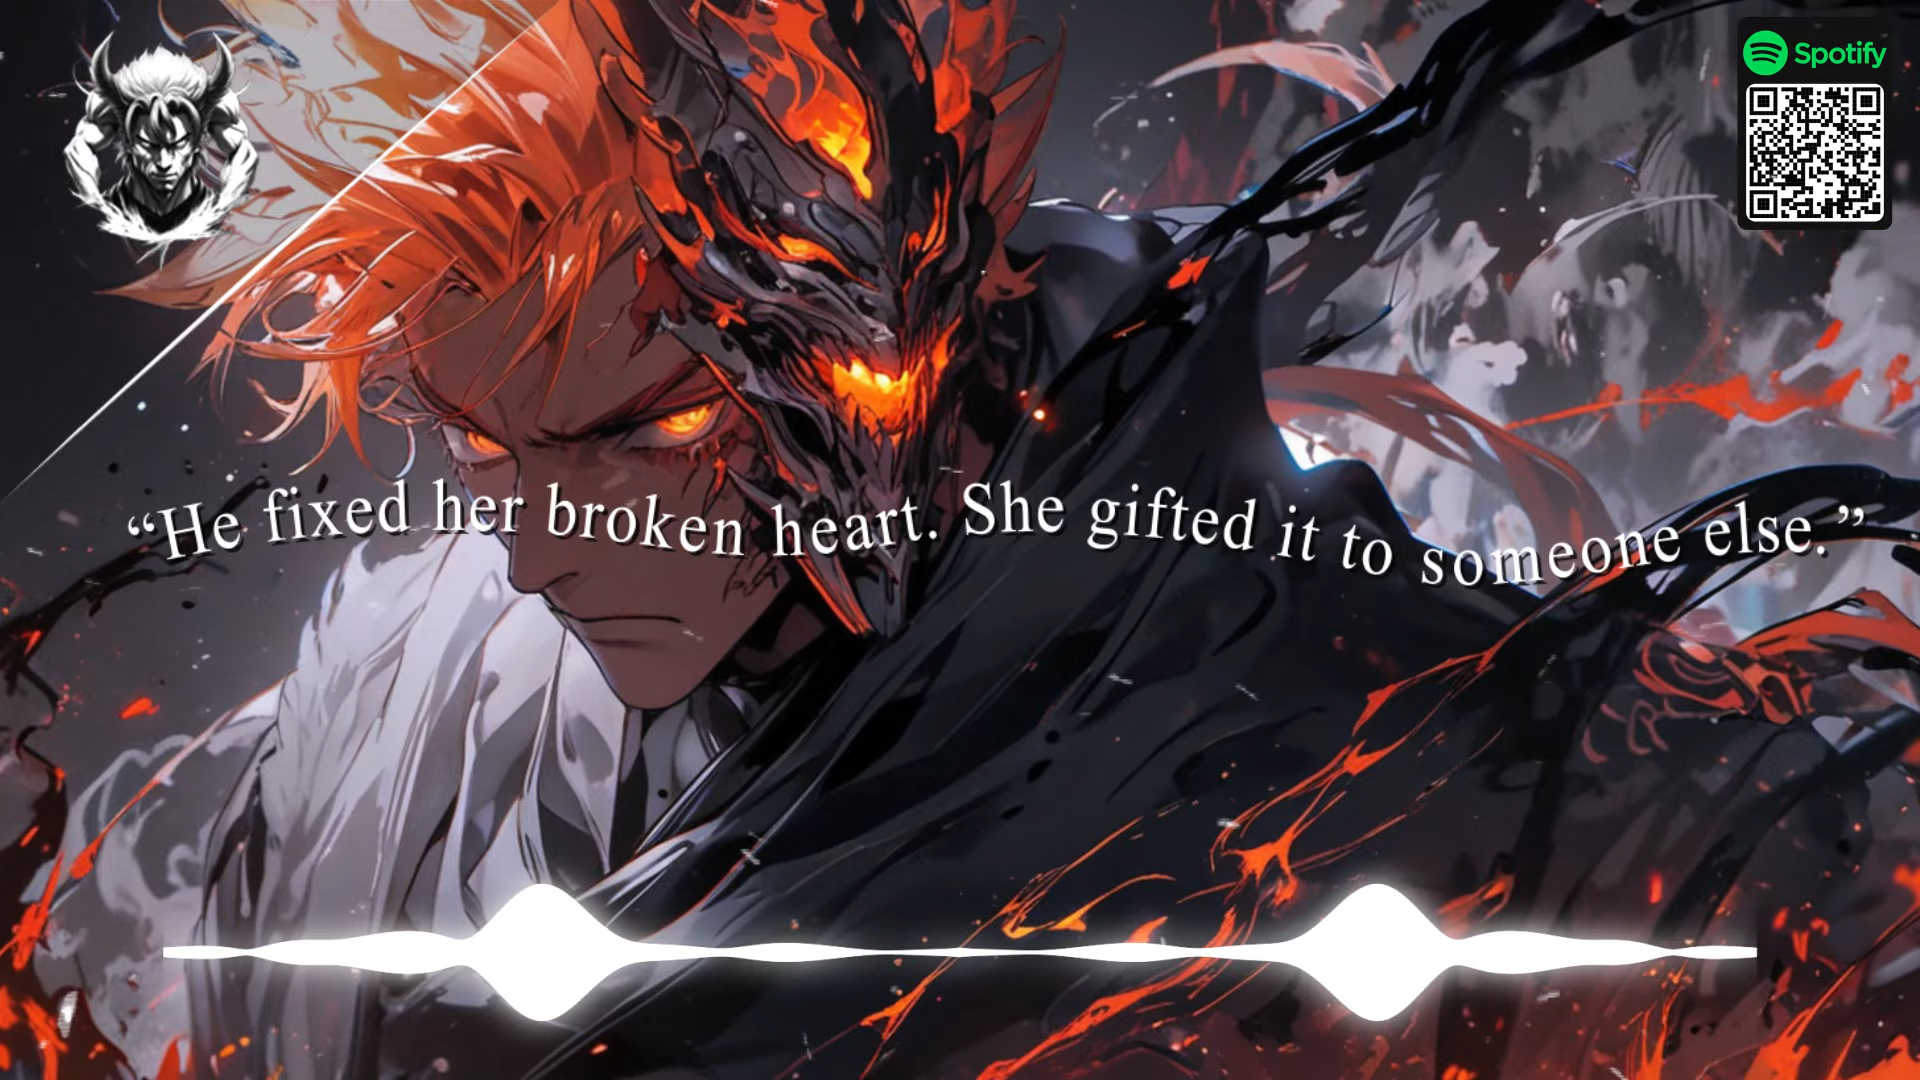 Spotify
“He fixed her broken heart. She gifted it to someone else.”